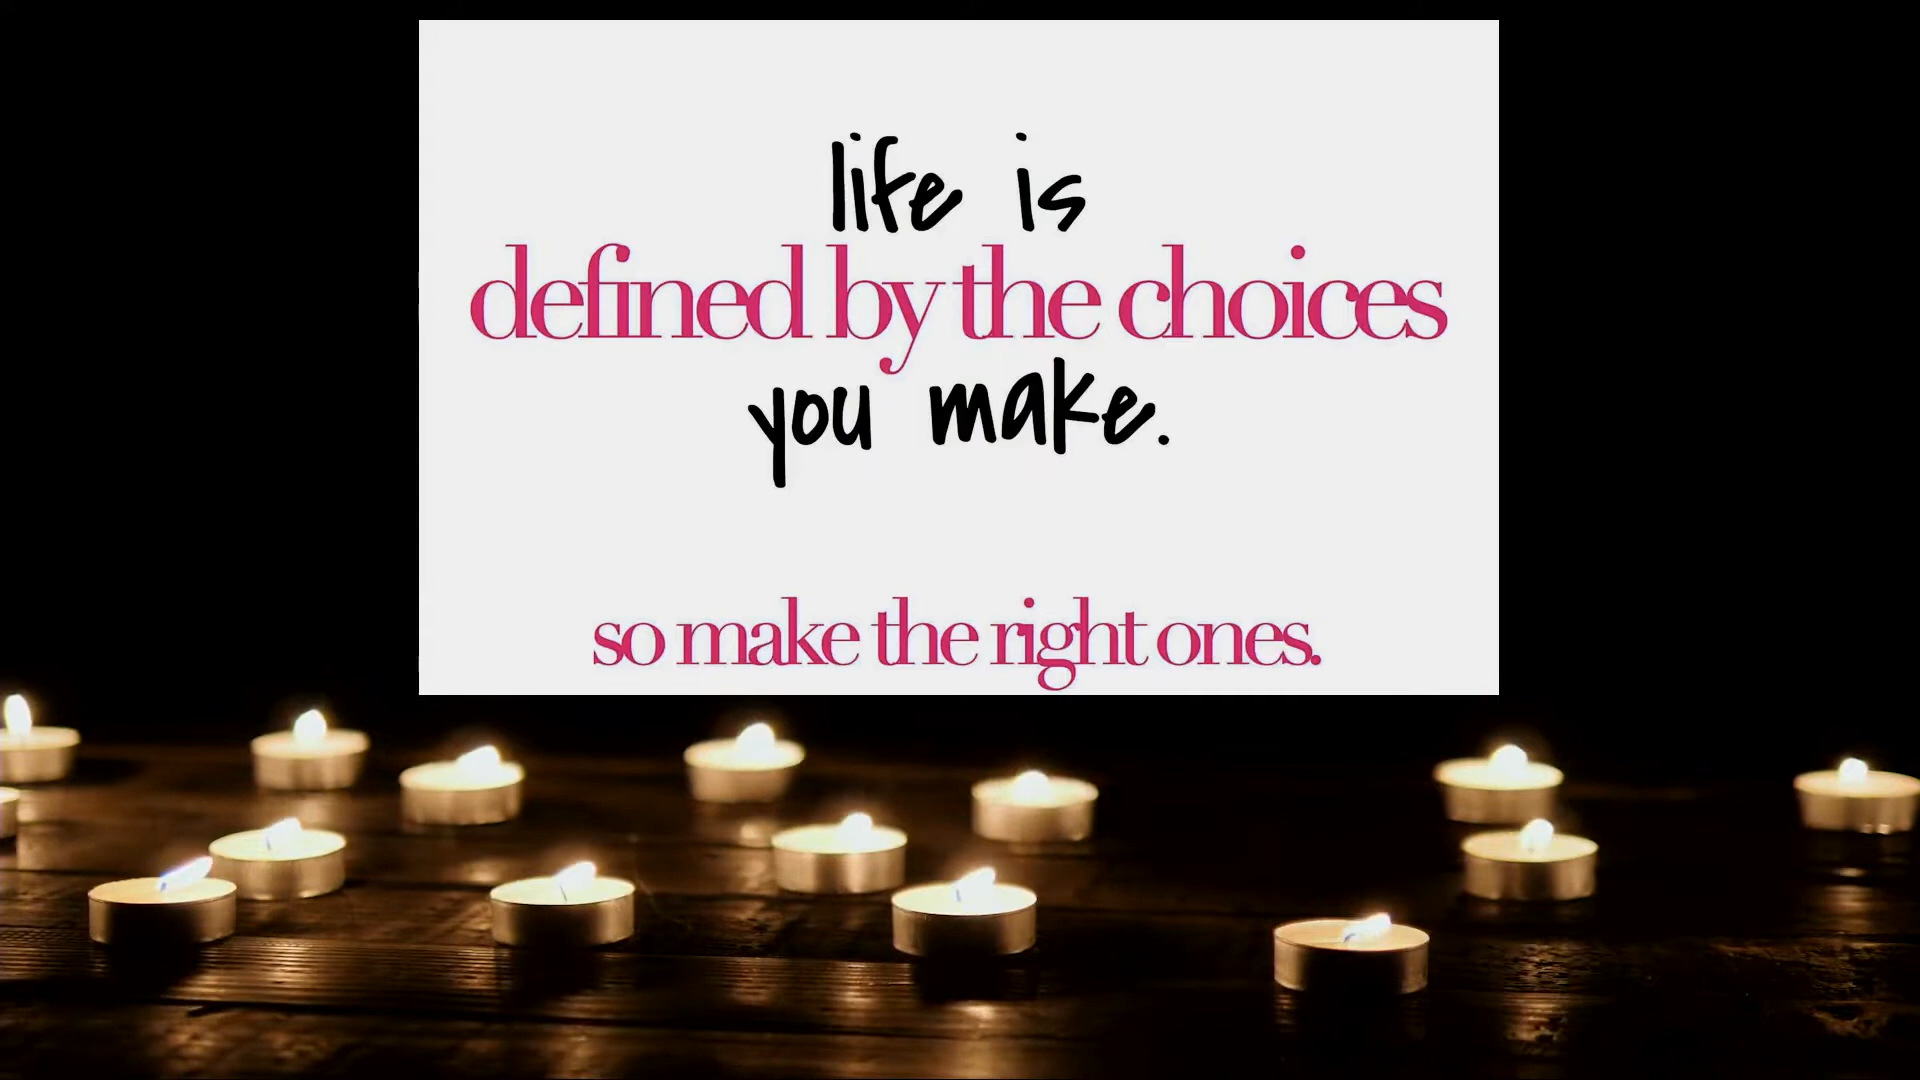 life is
defined by the choices
you make.
so make the right ones.